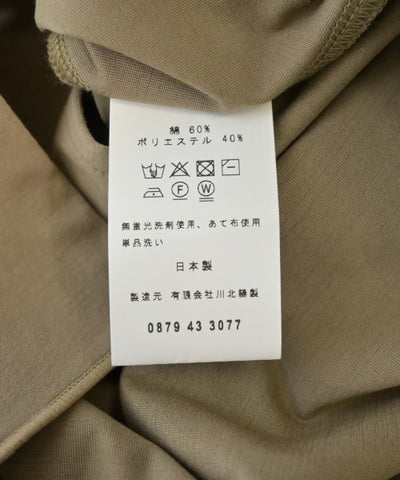 綿 60%
ポリエステル 40%
F W
無蛍光洗剤使用、あて布使用
単品洗い
日本製
製造元 有限会社川北縫製
0879 43 3077